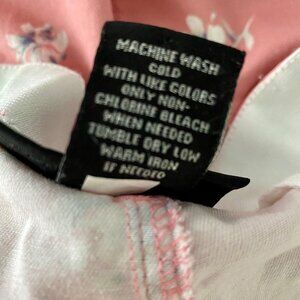 MACHINE WASH
COLD
WITH LIKE COLORS
ONLY NON-
CHLORINE BLEACH
WHEN NEEDED
TUMBLE DRY LOW
WARM IRON
IF NEEDED